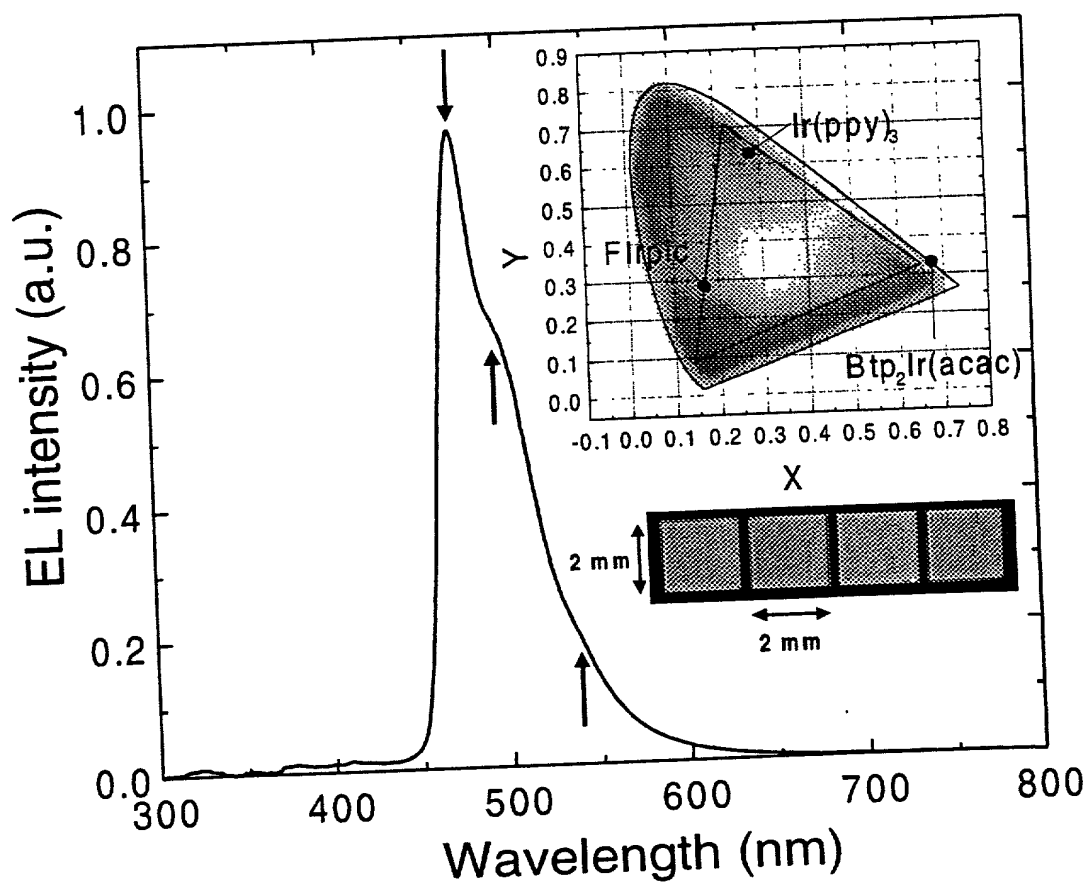 EL intensity (a.u.)
1.0
0.8
0.6
0.4
0.2
0.0
300 400 500 600 700 800
Wavelength (nm)
Y
0.9
0.8
0.7
0.6
0.5
0.4
0.3
0.2
0.1
0.0
-0.1 0.0 0.1 0.2 0.3 0.4 0.5 0.6 0.7 0.8
X
Ir(ppy)₃
FIrpic
Btp₂Ir(acac)
2 mm
2 mm